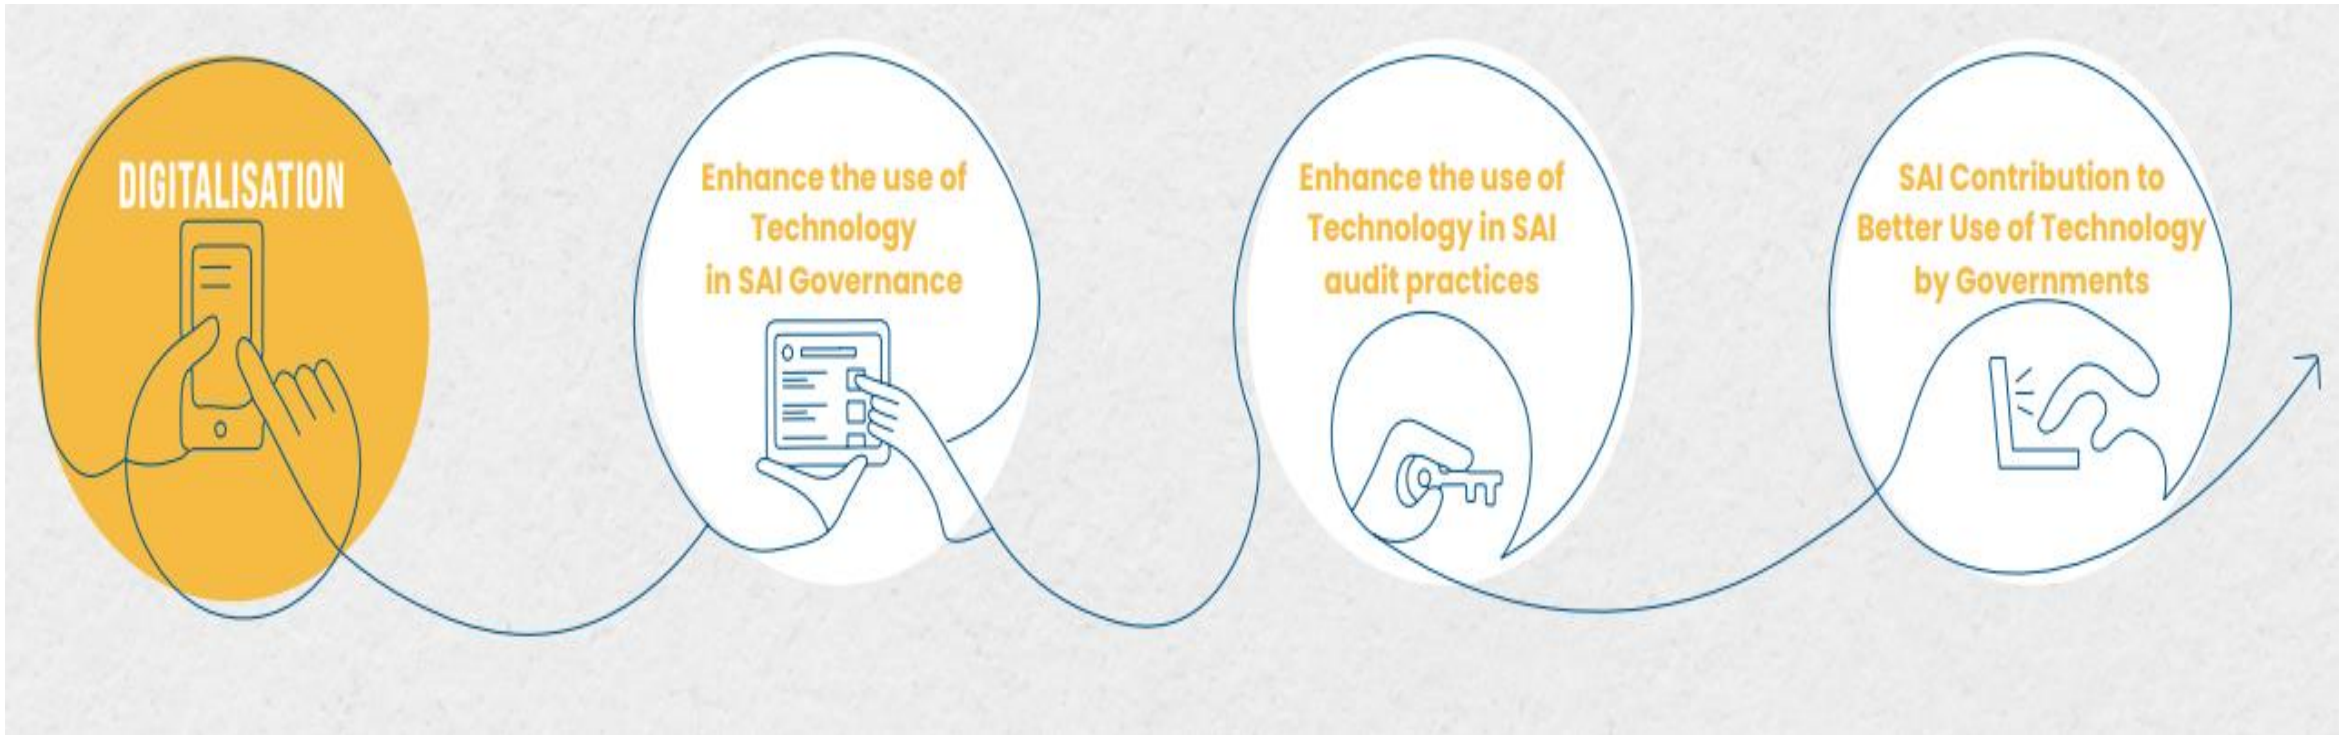 DIGITALISATION
Enhance the use of
Technology
in SAI Governance
Enhance the use of
Technology in SAI
audit practices
SAI Contribution to
Better Use of Technology
by Governments